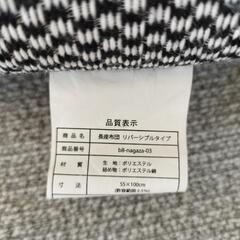 品質表示
商品名 長座布団 リバーシブルタイプ
商品番号 b8-nagaza-03
材質 生地:ポリエステル
詰め物:ポリエステル綿
寸法 55×100cm